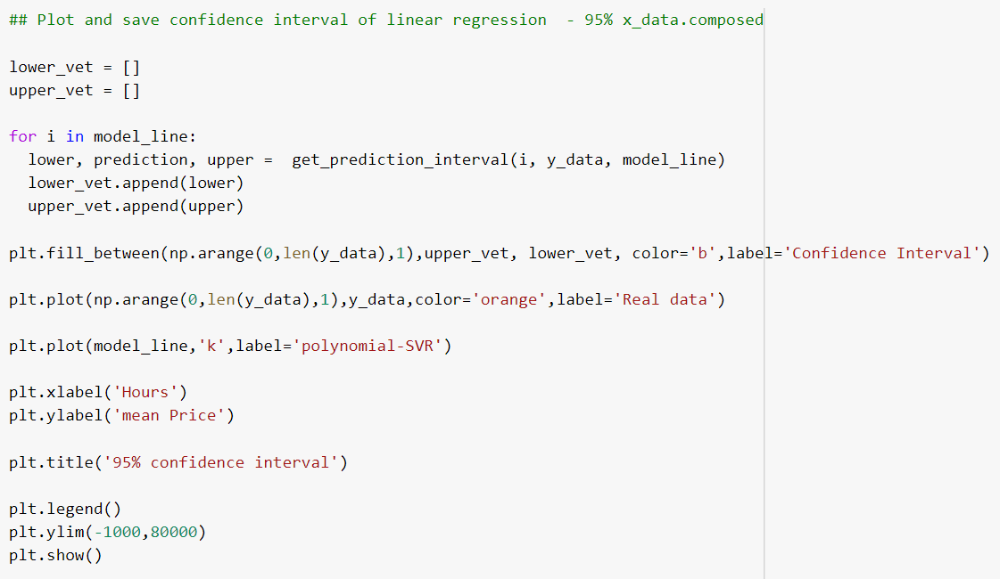 ## Plot and save confidence interval of linear regression  - 95% x_data.composed
lower_vet = []
upper_vet = []
for i in model_line:
  lower, prediction, upper =  get_prediction_interval(i, y_data, model_line)
  lower_vet.append(lower)
  upper_vet.append(upper)
plt.fill_between(np.arange(0,len(y_data),1),upper_vet, lower_vet, color='b',label='Confidence Interval')
plt.plot(np.arange(0,len(y_data),1),y_data,color='orange',label='Real data')
plt.plot(model_line,'k',label='polynomial-SVR')
plt.xlabel('Hours')
plt.ylabel('mean Price')
plt.title('95% confidence interval')
plt.legend()
plt.ylim(-1000,80000)
plt.show()